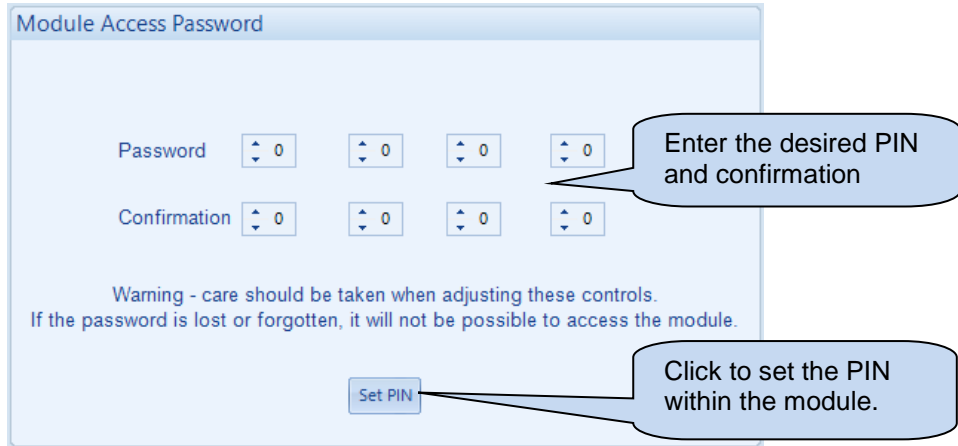 Module Access Password
Password 0 0 0 0
Enter the desired PIN
and confirmation
Confirmation 0 0 0 0
Warning - care should be taken when adjusting these controls.
If the password is lost or forgotten, it will not be possible to access the module.
Set PIN
Click to set the PIN
within the module.